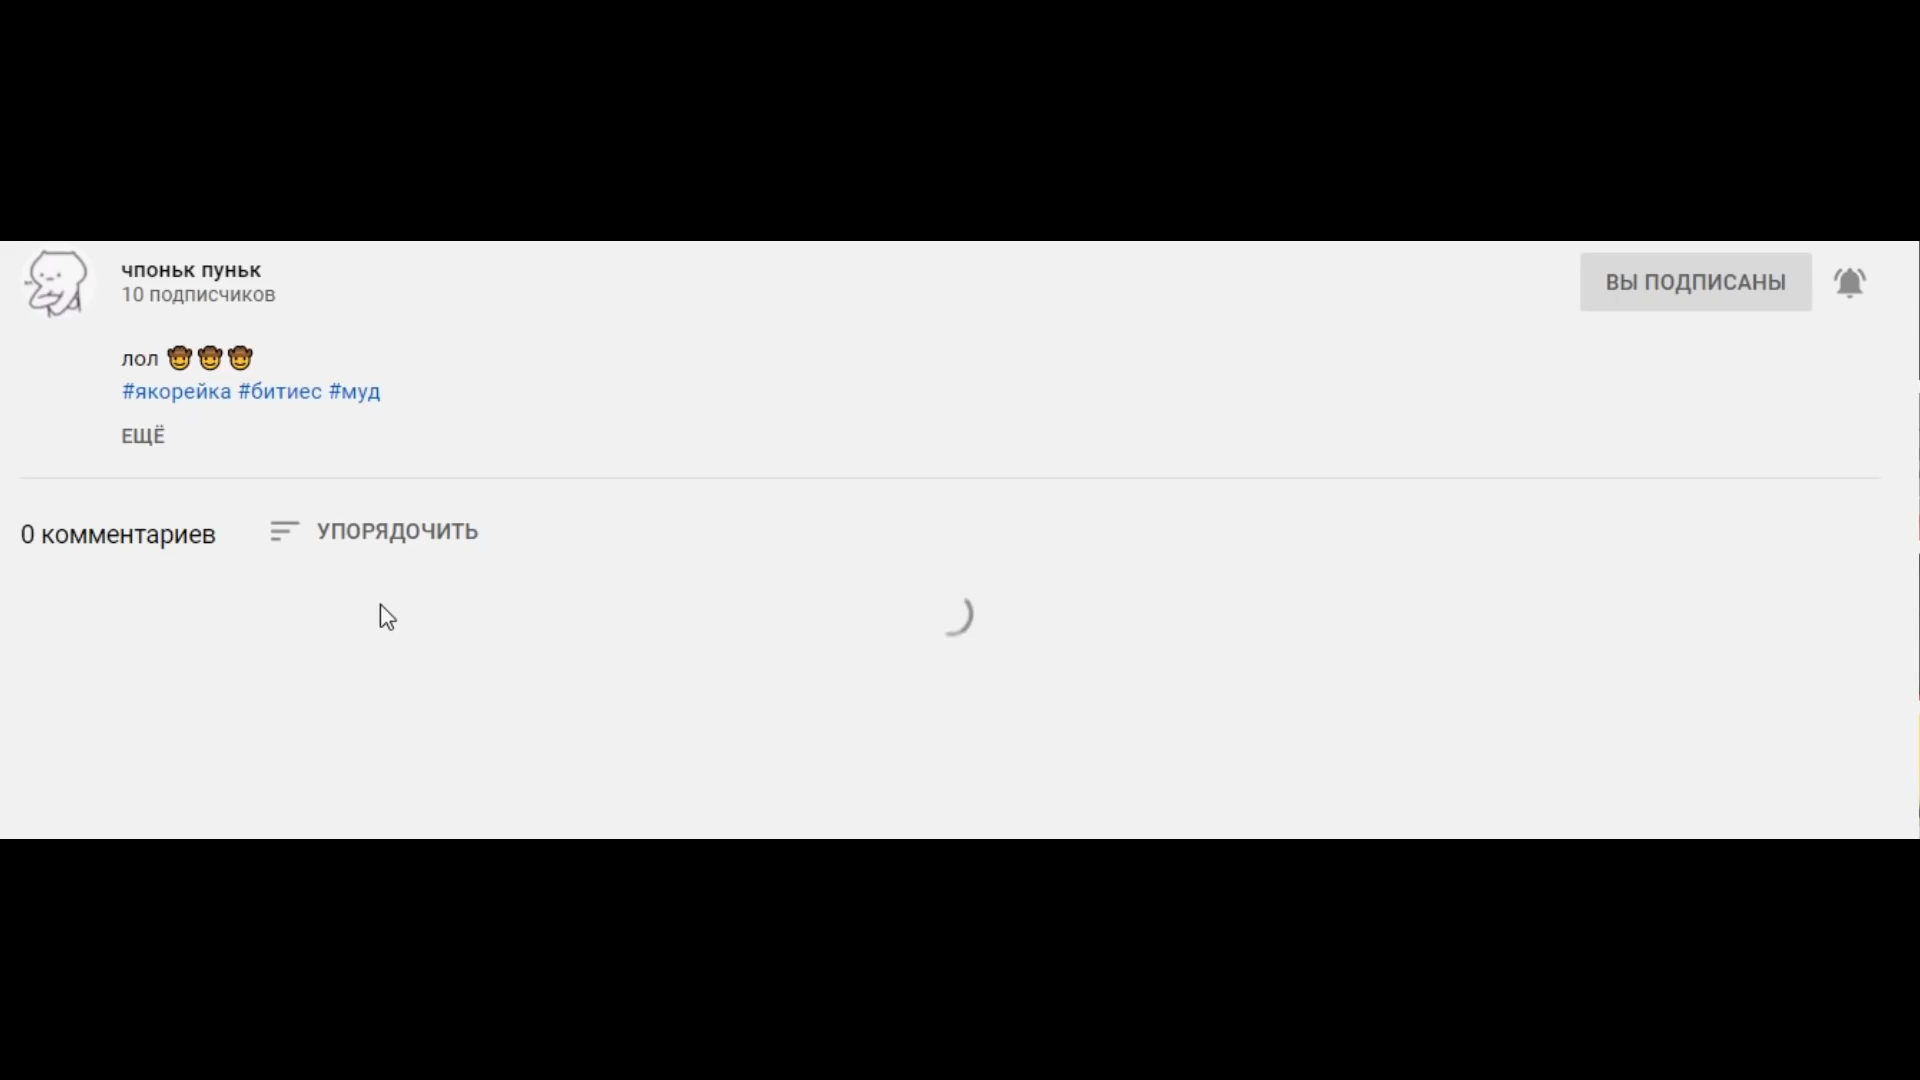 чпоньк пуньк
10 подписчиков
ВЫ ПОДПИСАНЫ
лол 🤠🤠🤠
#якорейка #битиес #муд
ЕЩЁ
0 комментариев
УПОРЯДОЧИТЬ